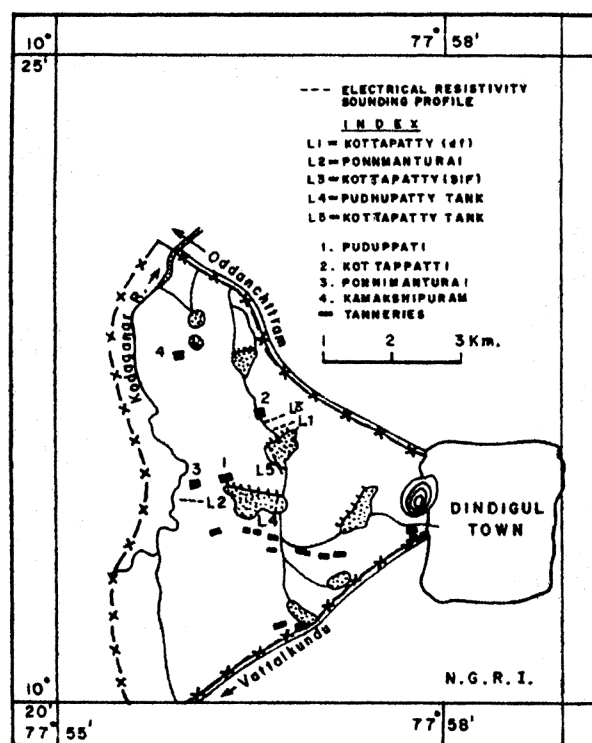 10° 77° 58'
25'
--- ELECTRICAL RESISTIVITY
SOUNDING PROFILE
INDEX
L1 = KOTTAPATTY (df)
L2 = PONNMANTURAI
L3 = KOTTAPATTY (SIF)
L4 = PUDHUPATTY TANK
L5 = KOTTAPATTY TANK
1. PUDUPPATI
2. KOTTAPPATTI
3. PONNIMANTURAI
4. KAMAKSHIPURAM
TANNERIES
1 2 3 Km.
Oddanchttram
Kodaganar R.
4
2
L3
L1
L5
1
3
L2
L4
DINDIGUL
TOWN
Vattalkundu
N.G.R.I.
10°
20'
77° 55' 77° 58'